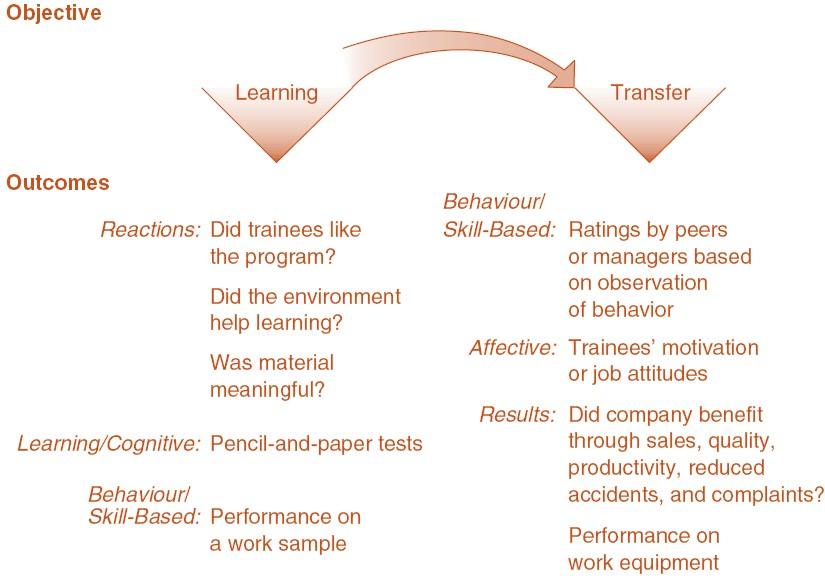 Objective
Learning
Transfer
Outcomes
Reactions: Did trainees like
the program?
Did the environment
help learning?
Was material
meaningful?
Learning/Cognitive: Pencil-and-paper tests
Behaviour/
Skill-Based: Performance on
a work sample
Behaviour/
Skill-Based: Ratings by peers
or managers based
on observation
of behavior
Affective: Trainees' motivation
or job attitudes
Results: Did company benefit
through sales, quality,
productivity, reduced
accidents, and complaints?
Performance on
work equipment